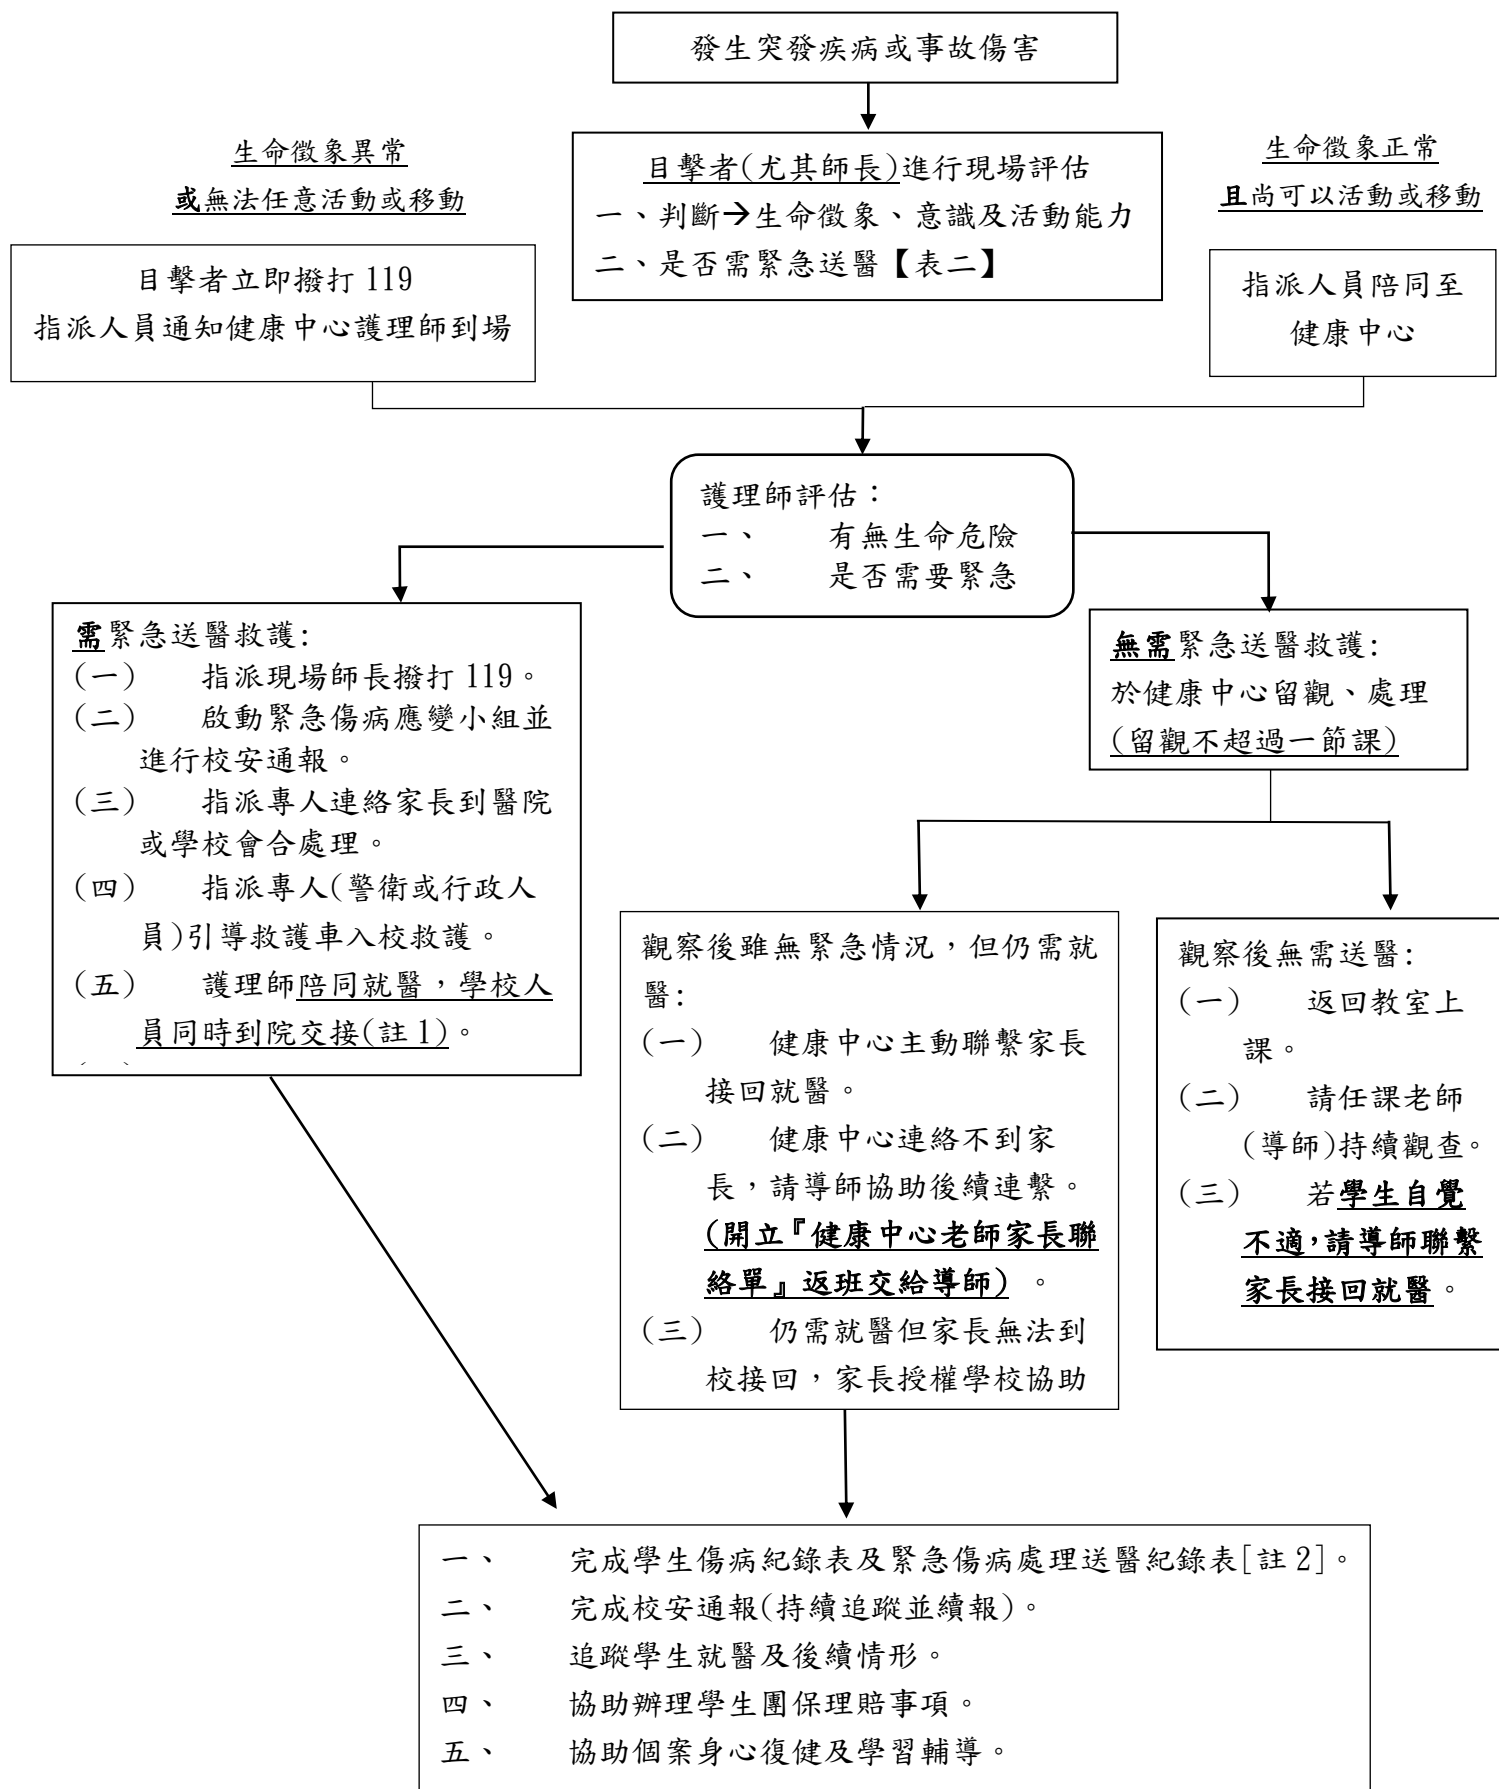 發生突發疾病或事故傷害
生命徵象異常
或無法任意活動或移動
目擊者(尤其師長)進行現場評估
一、判斷→生命徵象、意識及活動能力
二、是否需緊急送醫【表二】
生命徵象正常
且尚可以活動或移動
目擊者立即撥打 119
指派人員通知健康中心護理師到場
指派人員陪同至
健康中心
護理師評估：
一、 有無生命危險
二、 是否需要緊急
需緊急送醫救護:
(一) 指派現場師長撥打 119。
(二) 啟動緊急傷病應變小組並
進行校安通報。
(三) 指派專人連絡家長到醫院
或學校會合處理。
(四) 指派專人(警衛或行政人
員)引導救護車入校救護。
(五) 護理師陪同就醫，學校人
員同時到院交接(註 1)。
無需緊急送醫救護:
於健康中心留觀、處理
(留觀不超過一節課)
觀察後雖無緊急情況，但仍需就
醫:
(一) 健康中心主動聯繫家長
接回就醫。
(二) 健康中心連絡不到家
長，請導師協助後續連繫。
(開立『健康中心老師家長聯
絡單』返班交給導師) 。
(三) 仍需就醫但家長無法到
校接回，家長授權學校協助
觀察後無需送醫:
(一) 返回教室上
課。
(二) 請任課老師
(導師)持續觀查。
(三) 若學生自覺
不適，請導師聯繫
家長接回就醫。
一、 完成學生傷病紀錄表及緊急傷病處理送醫紀錄表[註 2]。
二、 完成校安通報(持續追蹤並續報)。
三、 追蹤學生就醫及後續情形。
四、 協助辦理學生團保理賠事項。
五、 協助個案身心復健及學習輔導。